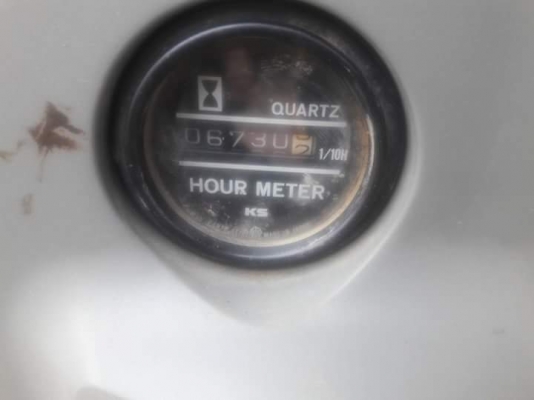 QUARTZ
06730 1/10H
HOUR METER
KS